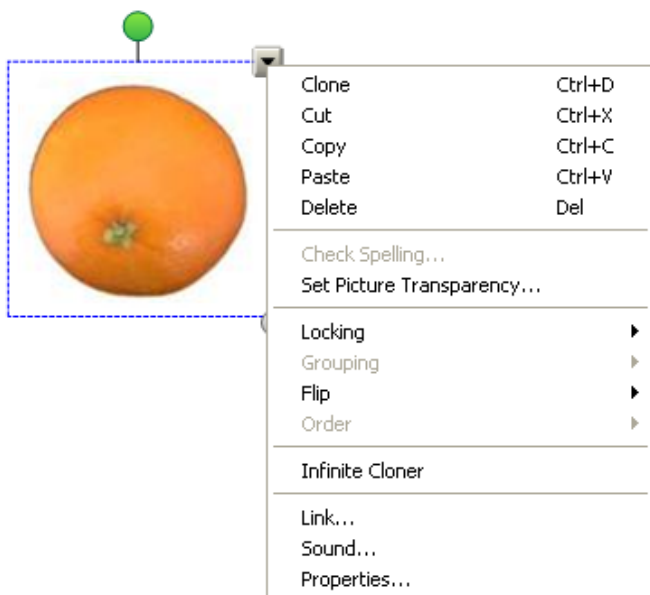 Clone Ctrl+D
Cut Ctrl+X
Copy Ctrl+C
Paste Ctrl+V
Delete Del
Check Spelling...
Set Picture Transparency...
Locking
Grouping
Flip
Order
Infinite Cloner
Link...
Sound...
Properties...